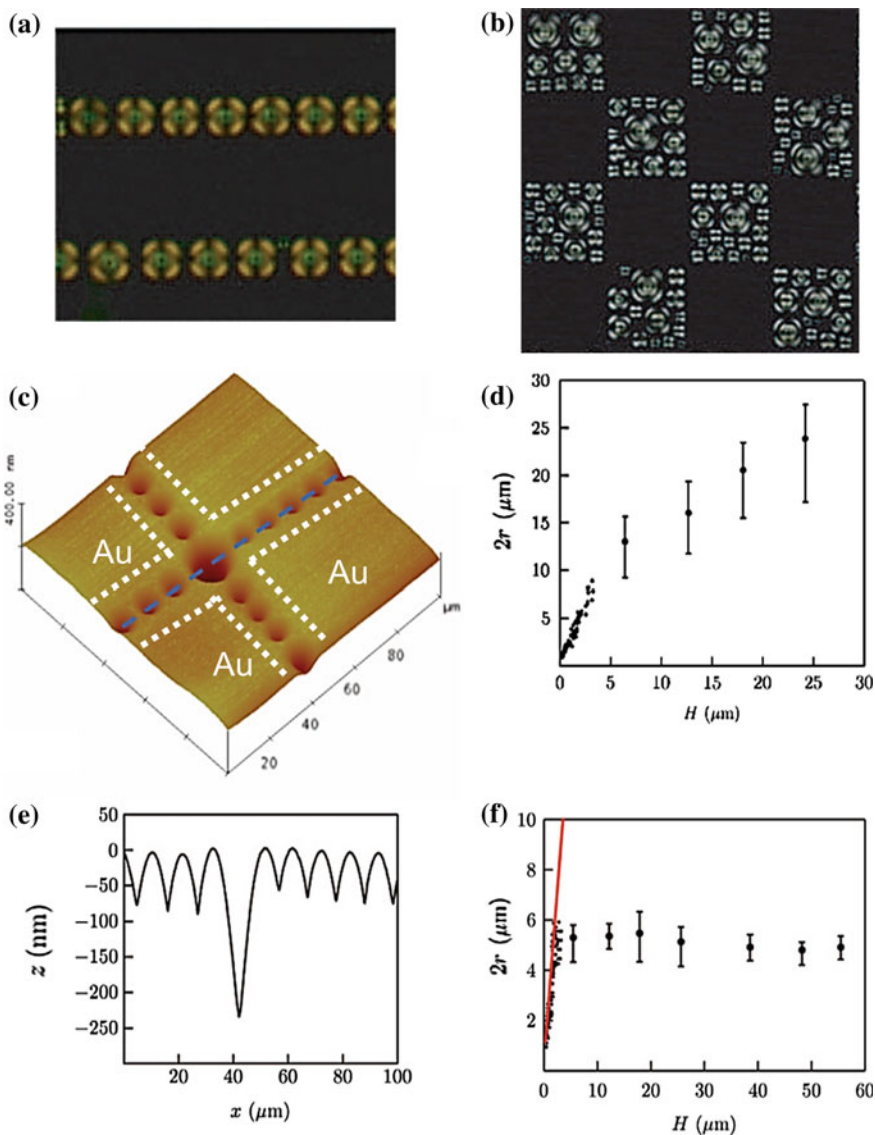 (a)
(b)
(c)
400.00 nm
Au
Au
Au
μm
80
60
40
20
(d)
30
25
20
15
10
5
2r (μm)
0 5 10 15 20 25 30
H (μm)
(e)
50
0
−50
−100
−150
−200
−250
z (nm)
20 40 60 80 100
x (μm)
(f)
10
8
6
4
2
2r (μm)
0 10 20 30 40 50 60
H (μm)